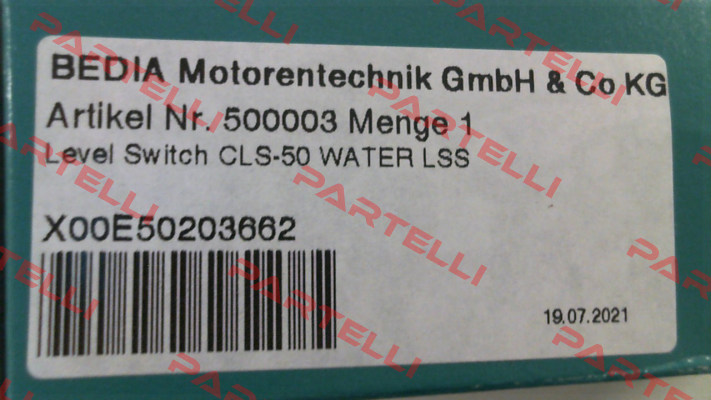 BEDIA Motorentechnik GmbH & Co KG
Artikel Nr. 500003 Menge 1
Level Switch CLS-50 WATER LSS
X00E50203662
19.07.2021
PARTELLI